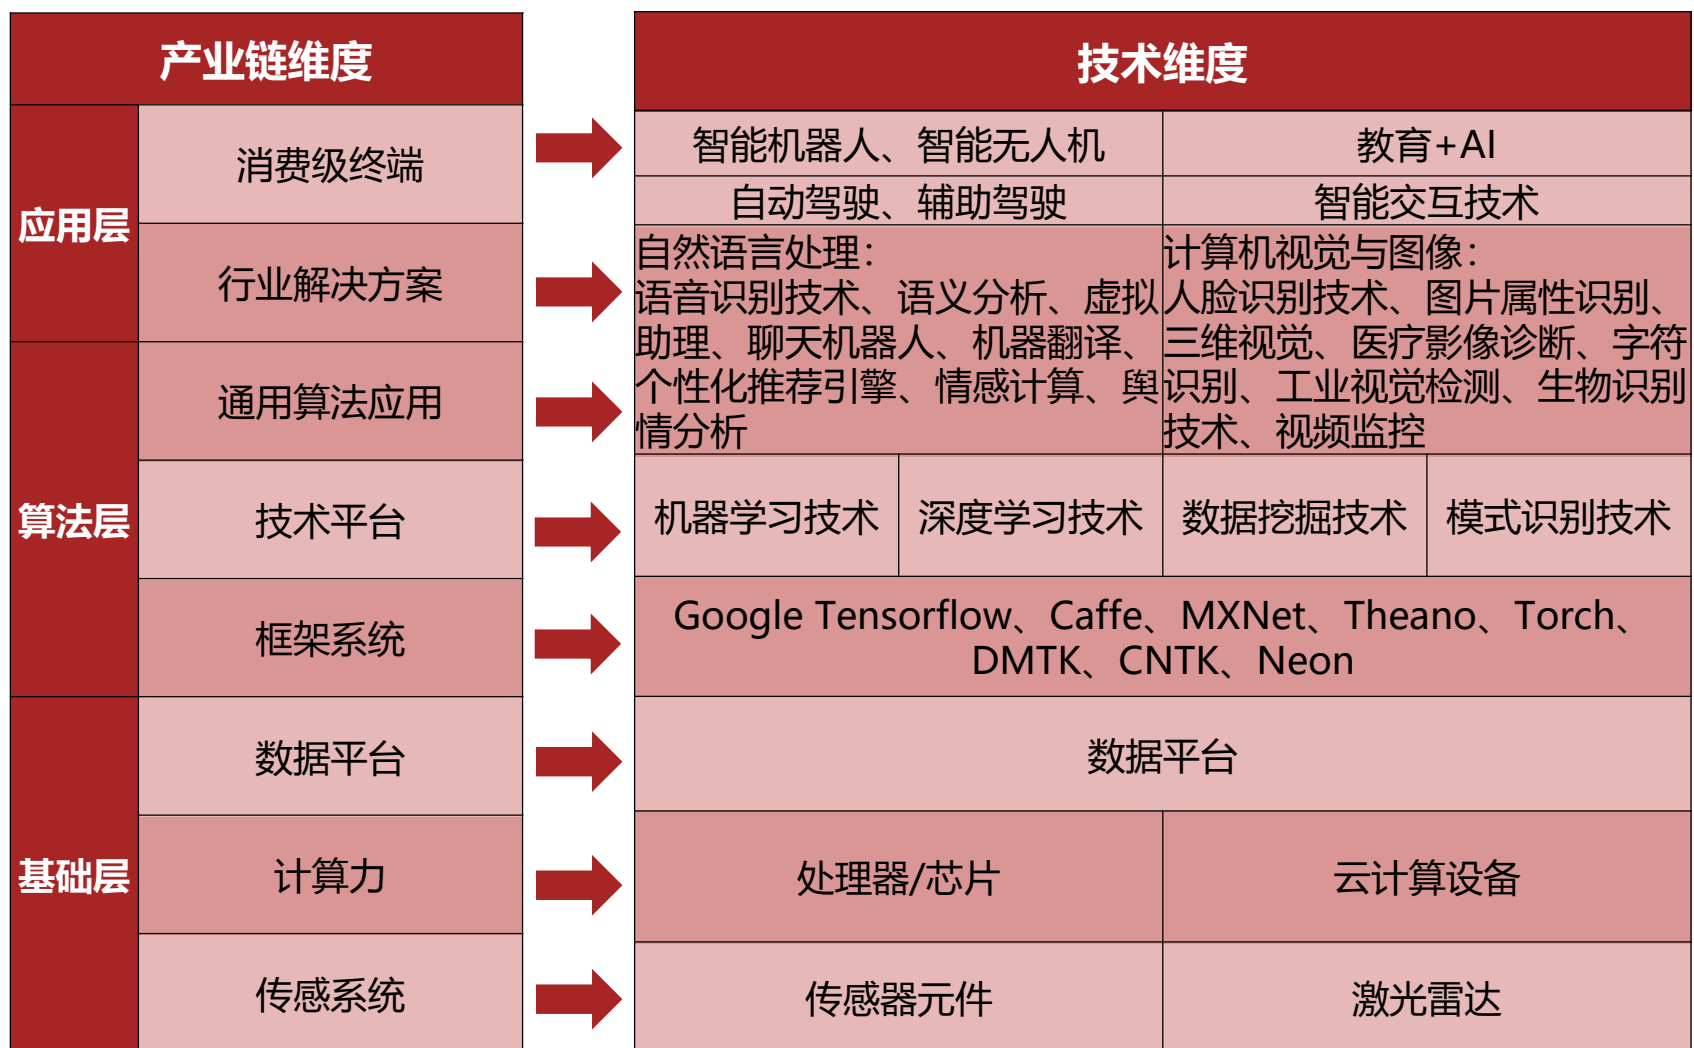 产业链维度
技术维度
应用层
消费级终端
智能机器人、智能无人机
教育+AI
自动驾驶、辅助驾驶
智能交互技术
行业解决方案
自然语言处理：
语音识别技术、语义分析、虚拟
助理、聊天机器人、机器翻译、
个性化推荐引擎、情感计算、舆
情分析
计算机视觉与图像：
人脸识别技术、图片属性识别、
三维视觉、医疗影像诊断、字符
识别、工业视觉检测、生物识别
技术、视频监控
算法层
通用算法应用
技术平台
机器学习技术
深度学习技术
数据挖掘技术
模式识别技术
框架系统
Google Tensorflow、Caffe、MXNet、Theano、Torch、
DMTK、CNTK、Neon
基础层
数据平台
数据平台
计算力
处理器/芯片
云计算设备
传感系统
传感器元件
激光雷达